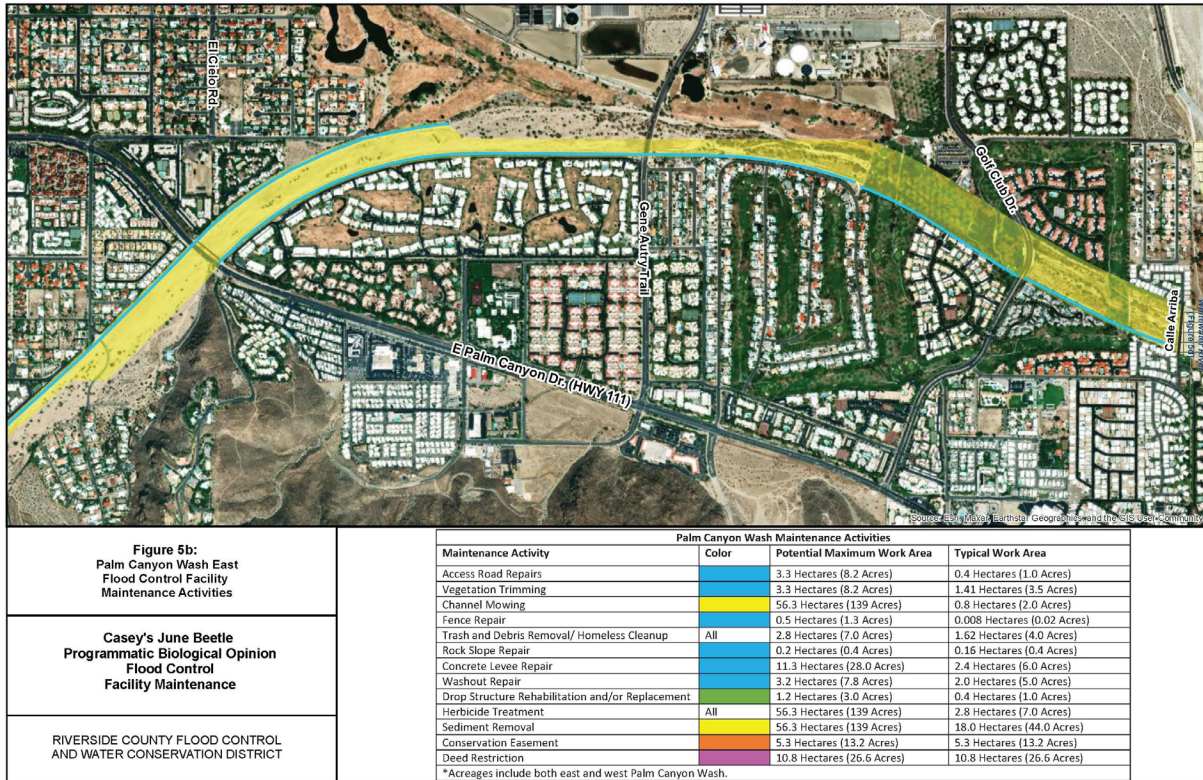 El Cielo Rd.
Gene Autry Trail
Golf Club Dr.
Calle Arriba
E Palm Canyon Dr. (HWY 111)
Source: Esri, Maxar, Earthstar Geographics, and the GIS User Community
Figure 5b:
Palm Canyon Wash East
Flood Control Facility
Maintenance Activities
Casey's June Beetle
Programmatic Biological Opinion
Flood Control
Facility Maintenance
RIVERSIDE COUNTY FLOOD CONTROL
AND WATER CONSERVATION DISTRICT
Palm Canyon Wash Maintenance Activities
Maintenance Activity Color Potential Maximum Work Area Typical Work Area
Access Road Repairs 3.3 Hectares (8.2 Acres) 0.4 Hectares (1.0 Acres)
Vegetation Trimming 3.3 Hectares (8.2 Acres) 1.41 Hectares (3.5 Acres)
Channel Mowing 56.3 Hectares (139 Acres) 0.8 Hectares (2.0 Acres)
Fence Repair 0.5 Hectares (1.3 Acres) 0.008 Hectares (0.02 Acres)
Trash and Debris Removal/ Homeless Cleanup All 2.8 Hectares (7.0 Acres) 1.62 Hectares (4.0 Acres)
Rock Slope Repair 0.2 Hectares (0.4 Acres) 0.16 Hectares (0.4 Acres)
Concrete Levee Repair 11.3 Hectares (28.0 Acres) 2.4 Hectares (6.0 Acres)
Washout Repair 3.2 Hectares (7.8 Acres) 2.0 Hectares (5.0 Acres)
Drop Structure Rehabilitation and/or Replacement 1.2 Hectares (3.0 Acres) 0.4 Hectares (1.0 Acres)
Herbicide Treatment All 56.3 Hectares (139 Acres) 2.8 Hectares (7.0 Acres)
Sediment Removal 56.3 Hectares (139 Acres) 18.0 Hectares (44.0 Acres)
Conservation Easement 5.3 Hectares (13.2 Acres) 5.3 Hectares (13.2 Acres)
Deed Restriction 10.8 Hectares (26.6 Acres) 10.8 Hectares (26.6 Acres)
*Acreages include both east and west Palm Canyon Wash.